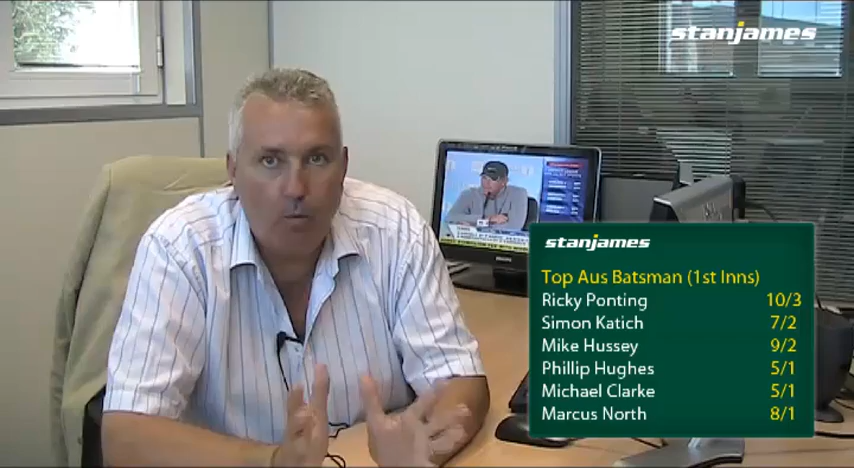 stanjames
stanjames
Top Aus Batsman (1st Inns)
Ricky Ponting 10/3
Simon Katich 7/2
Mike Hussey 9/2
Phillip Hughes 5/1
Michael Clarke 5/1
Marcus North 8/1